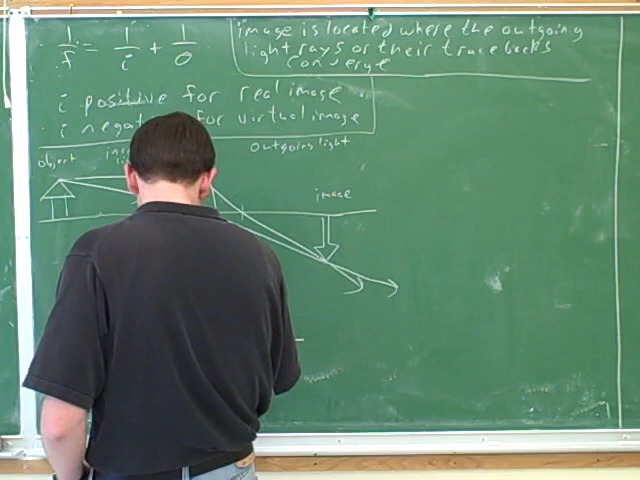 1/f = 1/i + 1/o
image is located where the outgoing
light rays or their tracebacks
converge
i positive for real image
i for virtual image
object
outgoing light
image